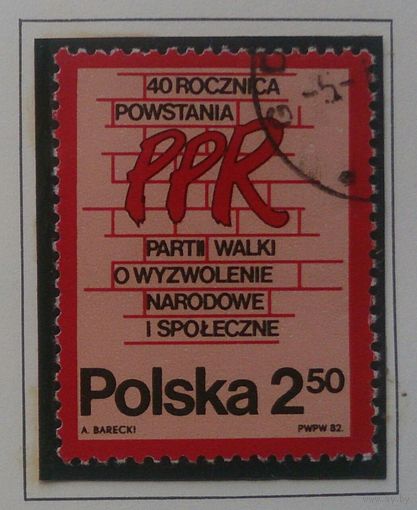 40 ROCZNICA
POWSTANIA
PPR
PARTII WALKI
O WYZWOLENIE
NARODOWE
I SPOŁECZNE
Polska 2 50
A. BARECKI
PWPW 82.